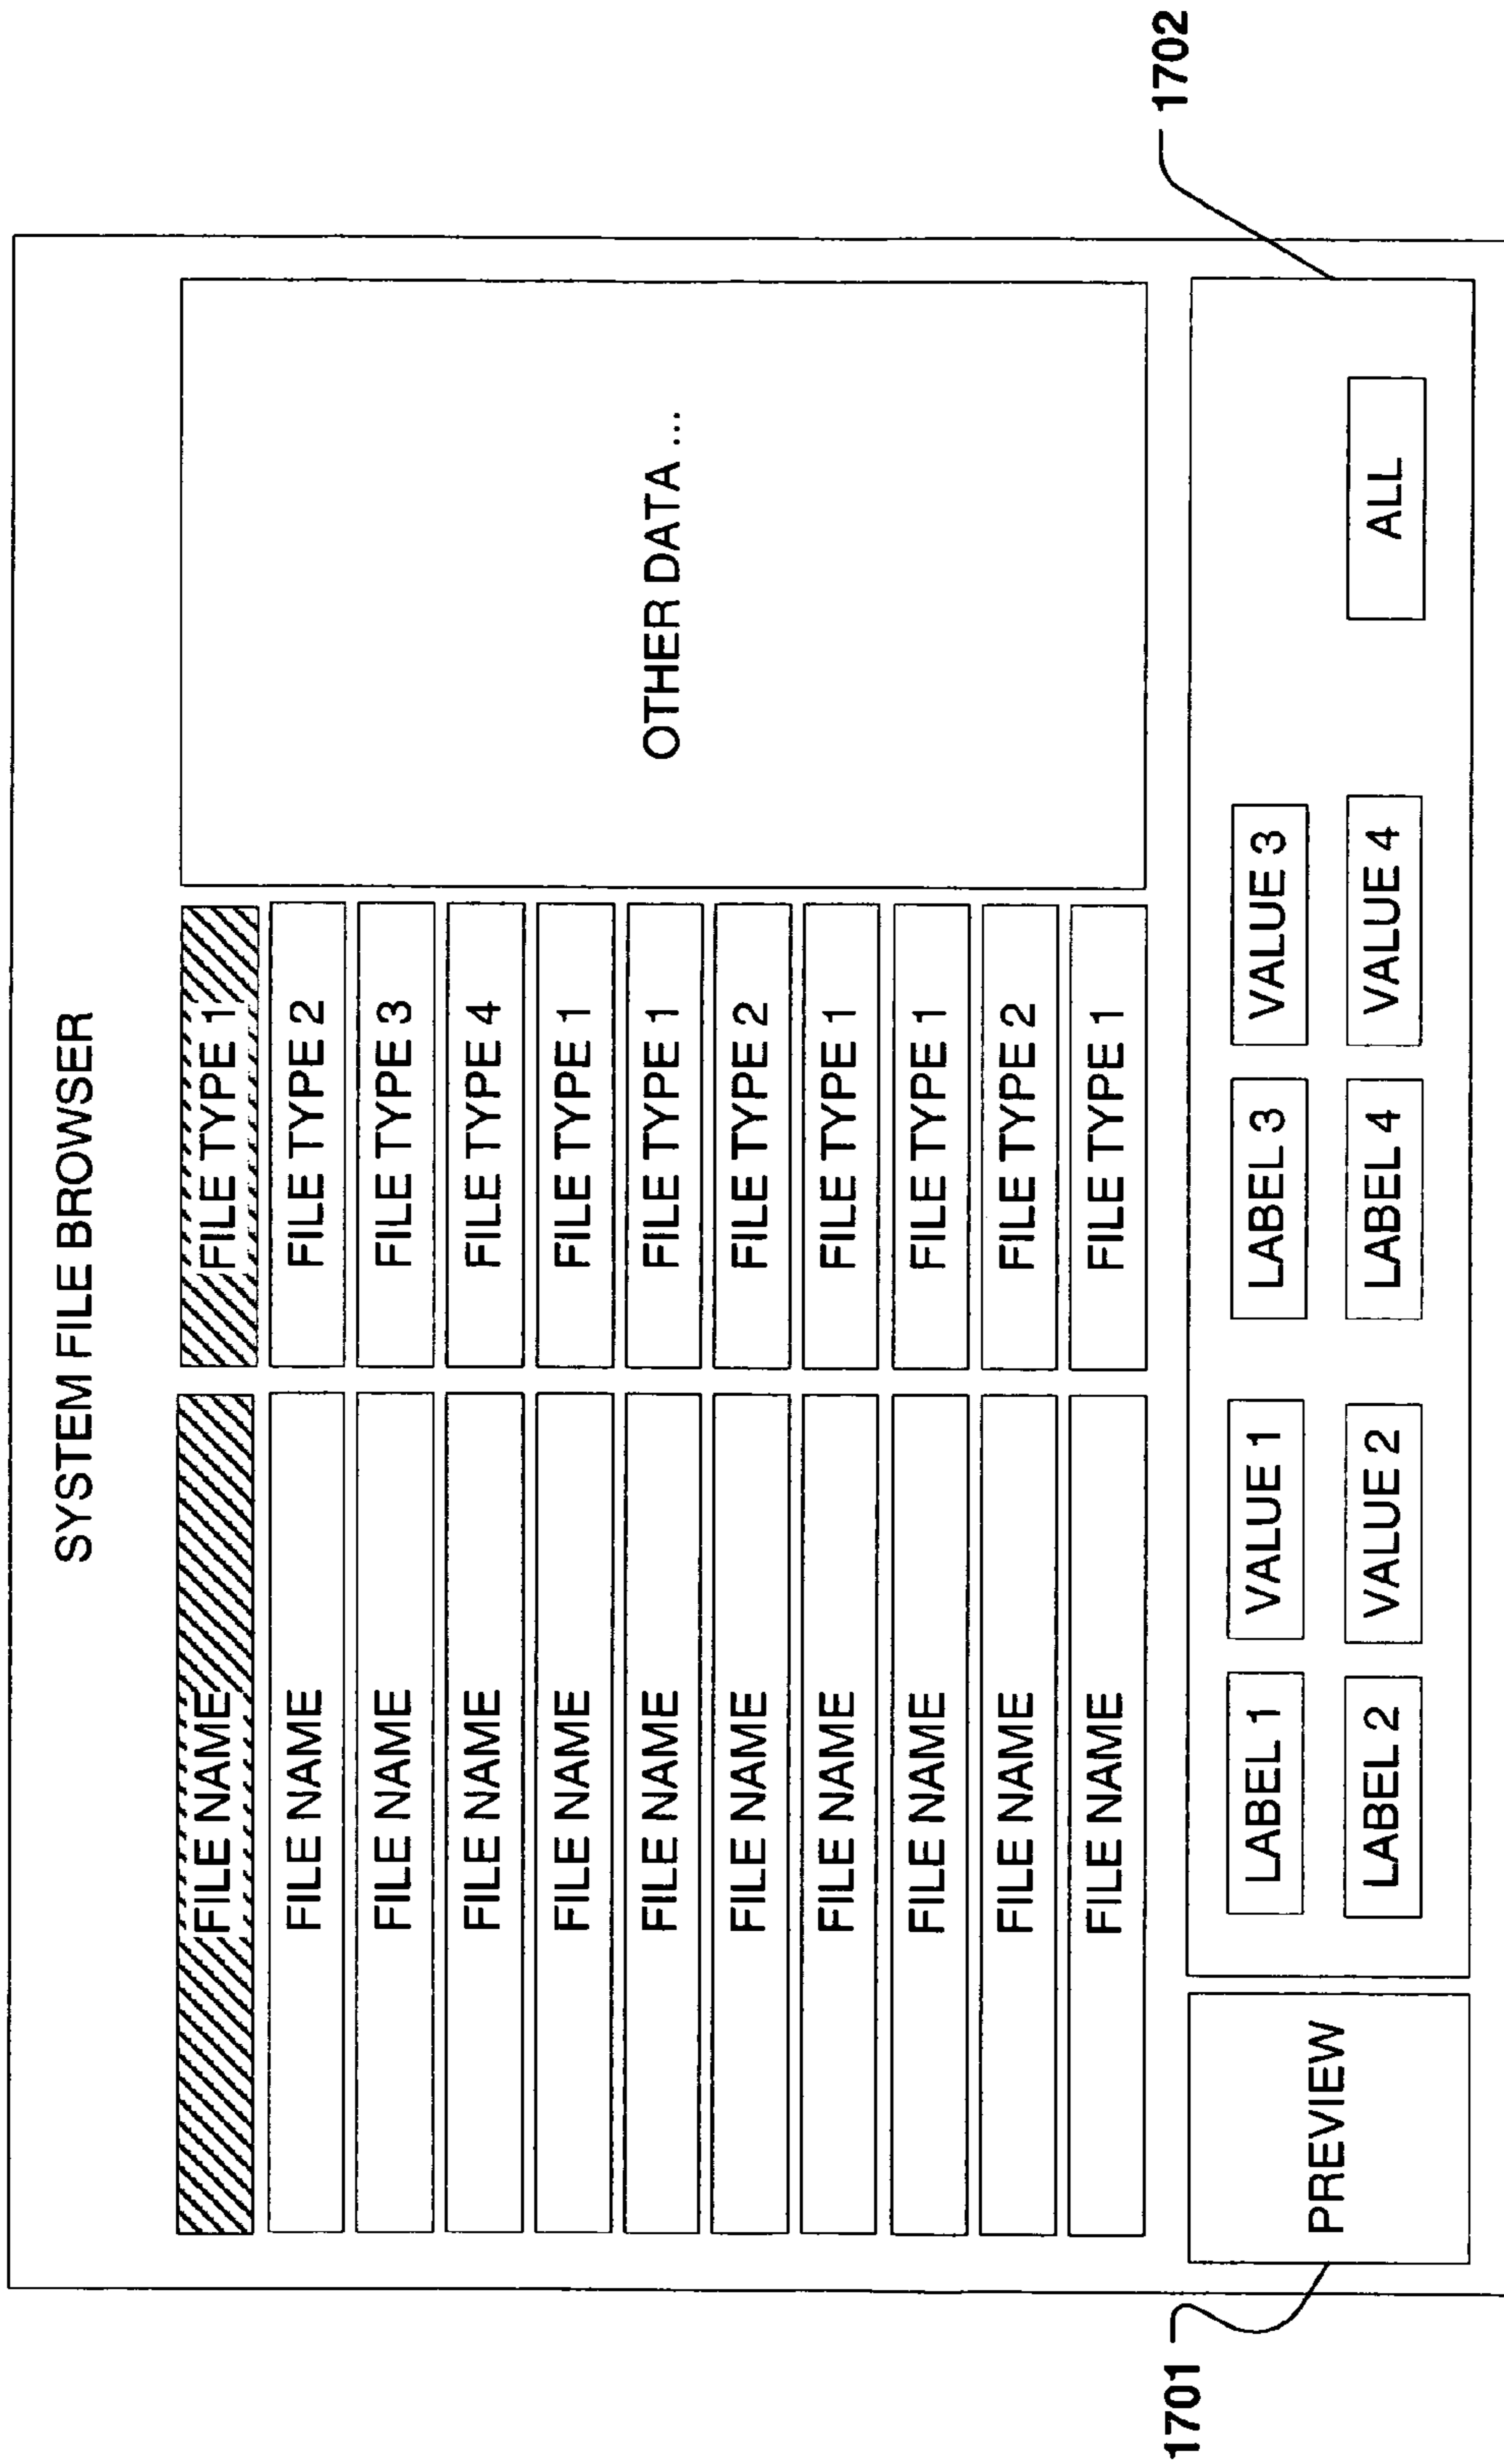 SYSTEM FILE BROWSER
FILE NAME FILE TYPE 1
FILE NAME FILE TYPE 2
FILE NAME FILE TYPE 3
FILE NAME FILE TYPE 4
FILE NAME FILE TYPE 1
FILE NAME FILE TYPE 1
FILE NAME FILE TYPE 2
FILE NAME FILE TYPE 1
FILE NAME FILE TYPE 1
FILE NAME FILE TYPE 2
FILE NAME FILE TYPE 1
OTHER DATA ...
1701
PREVIEW
LABEL 1 VALUE 1 LABEL 3 VALUE 3
LABEL 2 VALUE 2 LABEL 4 VALUE 4 ALL
1702